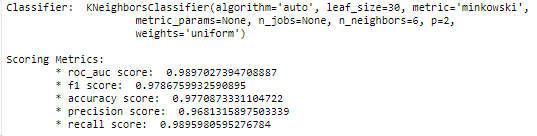 Classifier:  KNeighborsClassifier(algorithm='auto', leaf_size=30, metric='minkowski',
metric_params=None, n_jobs=None, n_neighbors=6, p=2,
weights='uniform')
Scoring Metrics:
* roc_auc score:  0.9897027394708887
* f1 score:  0.9786759932590895
* accuracy score:  0.9770873331104722
* precision score:  0.9681315897503339
* recall score:  0.9895980595276784